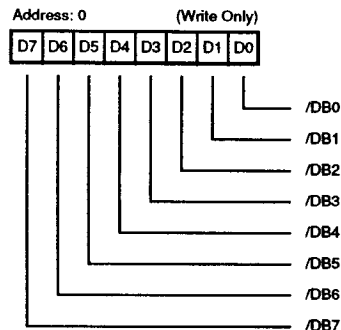 Address: 0 (Write Only)
D7 D6 D5 D4 D3 D2 D1 D0
/DB0
/DB1
/DB2
/DB3
/DB4
/DB5
/DB6
/DB7